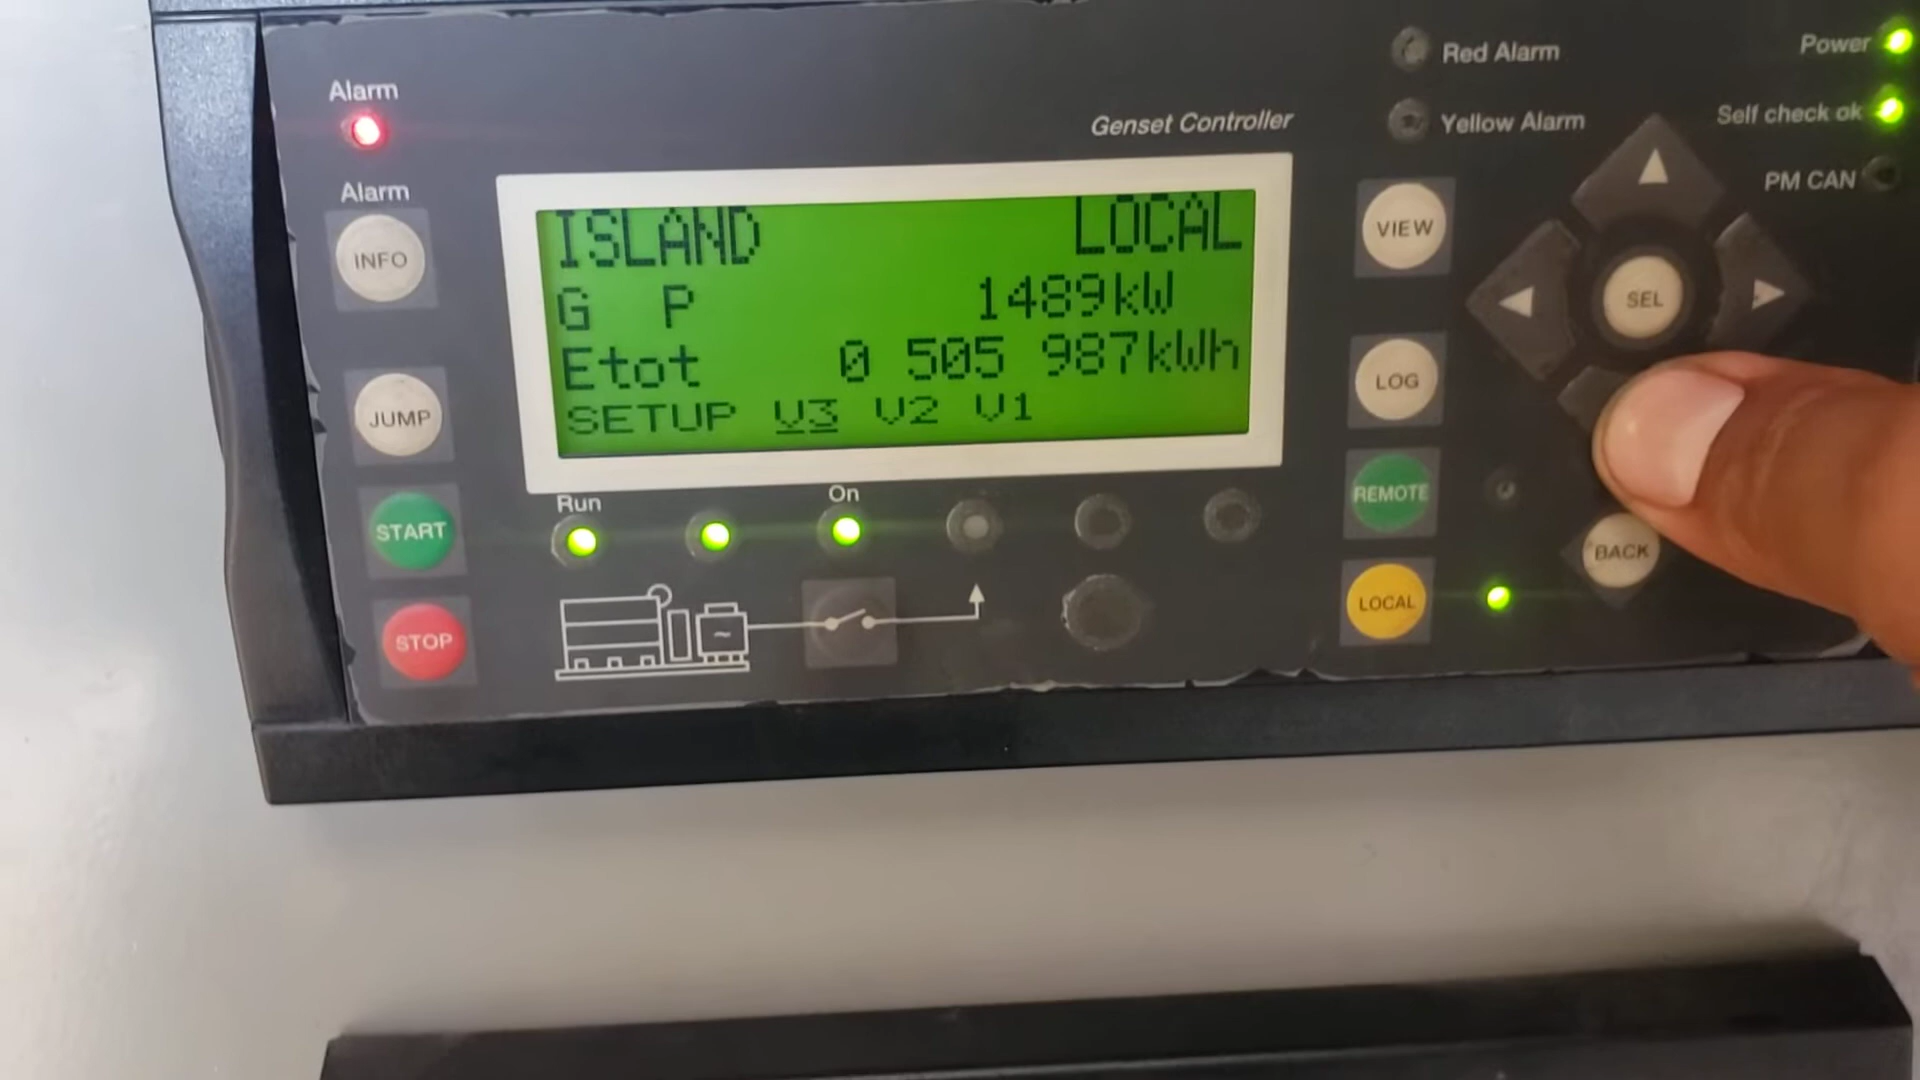 Alarm
Alarm
INFO
JUMP
START
STOP
Genset Controller
ISLAND LOCAL
G P 1489kW
Etot 0 505 987kWh
SETUP V3 V2 V1
Run
On
~
Red Alarm
Yellow Alarm
Power
Self check ok
PM CAN
VIEW
LOG
REMOTE
LOCAL
SEL
BACK